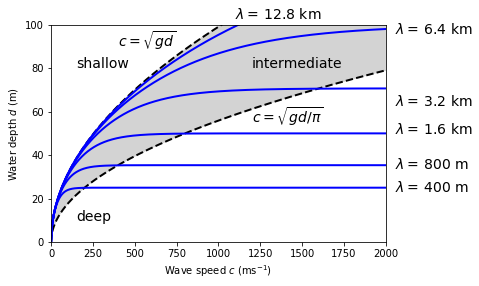 λ = 12.8 km
c = √gd
λ = 6.4 km
shallow
intermediate
λ = 3.2 km
c = √gd/π
λ = 1.6 km
λ = 800 m
λ = 400 m
deep
100
80
60
40
20
0
Water depth d (m)
0 250 500 750 1000 1250 1500 1750 2000
Wave speed c (ms⁻¹)